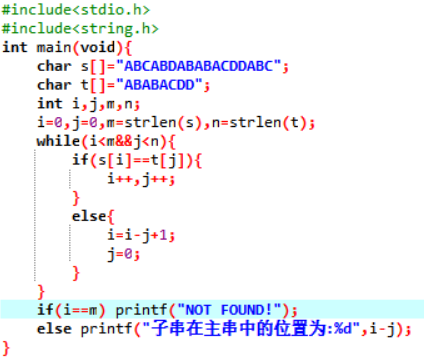 #include<stdio.h>
#include<string.h>
int main(void){
    char s[]="ABCABDABABACDDABC";
    char t[]="ABABACDD";
    int i,j,m,n;
    i=0,j=0,m=strlen(s),n=strlen(t);
    while(i<m&&j<n){
        if(s[i]==t[j]){
            i++,j++;
        }
        else{
            i=i-j+1;
            j=0;
        }
    }
    if(i==m) printf("NOT FOUND!");
    else printf("子串在主串中的位置为:%d",i-j);
}